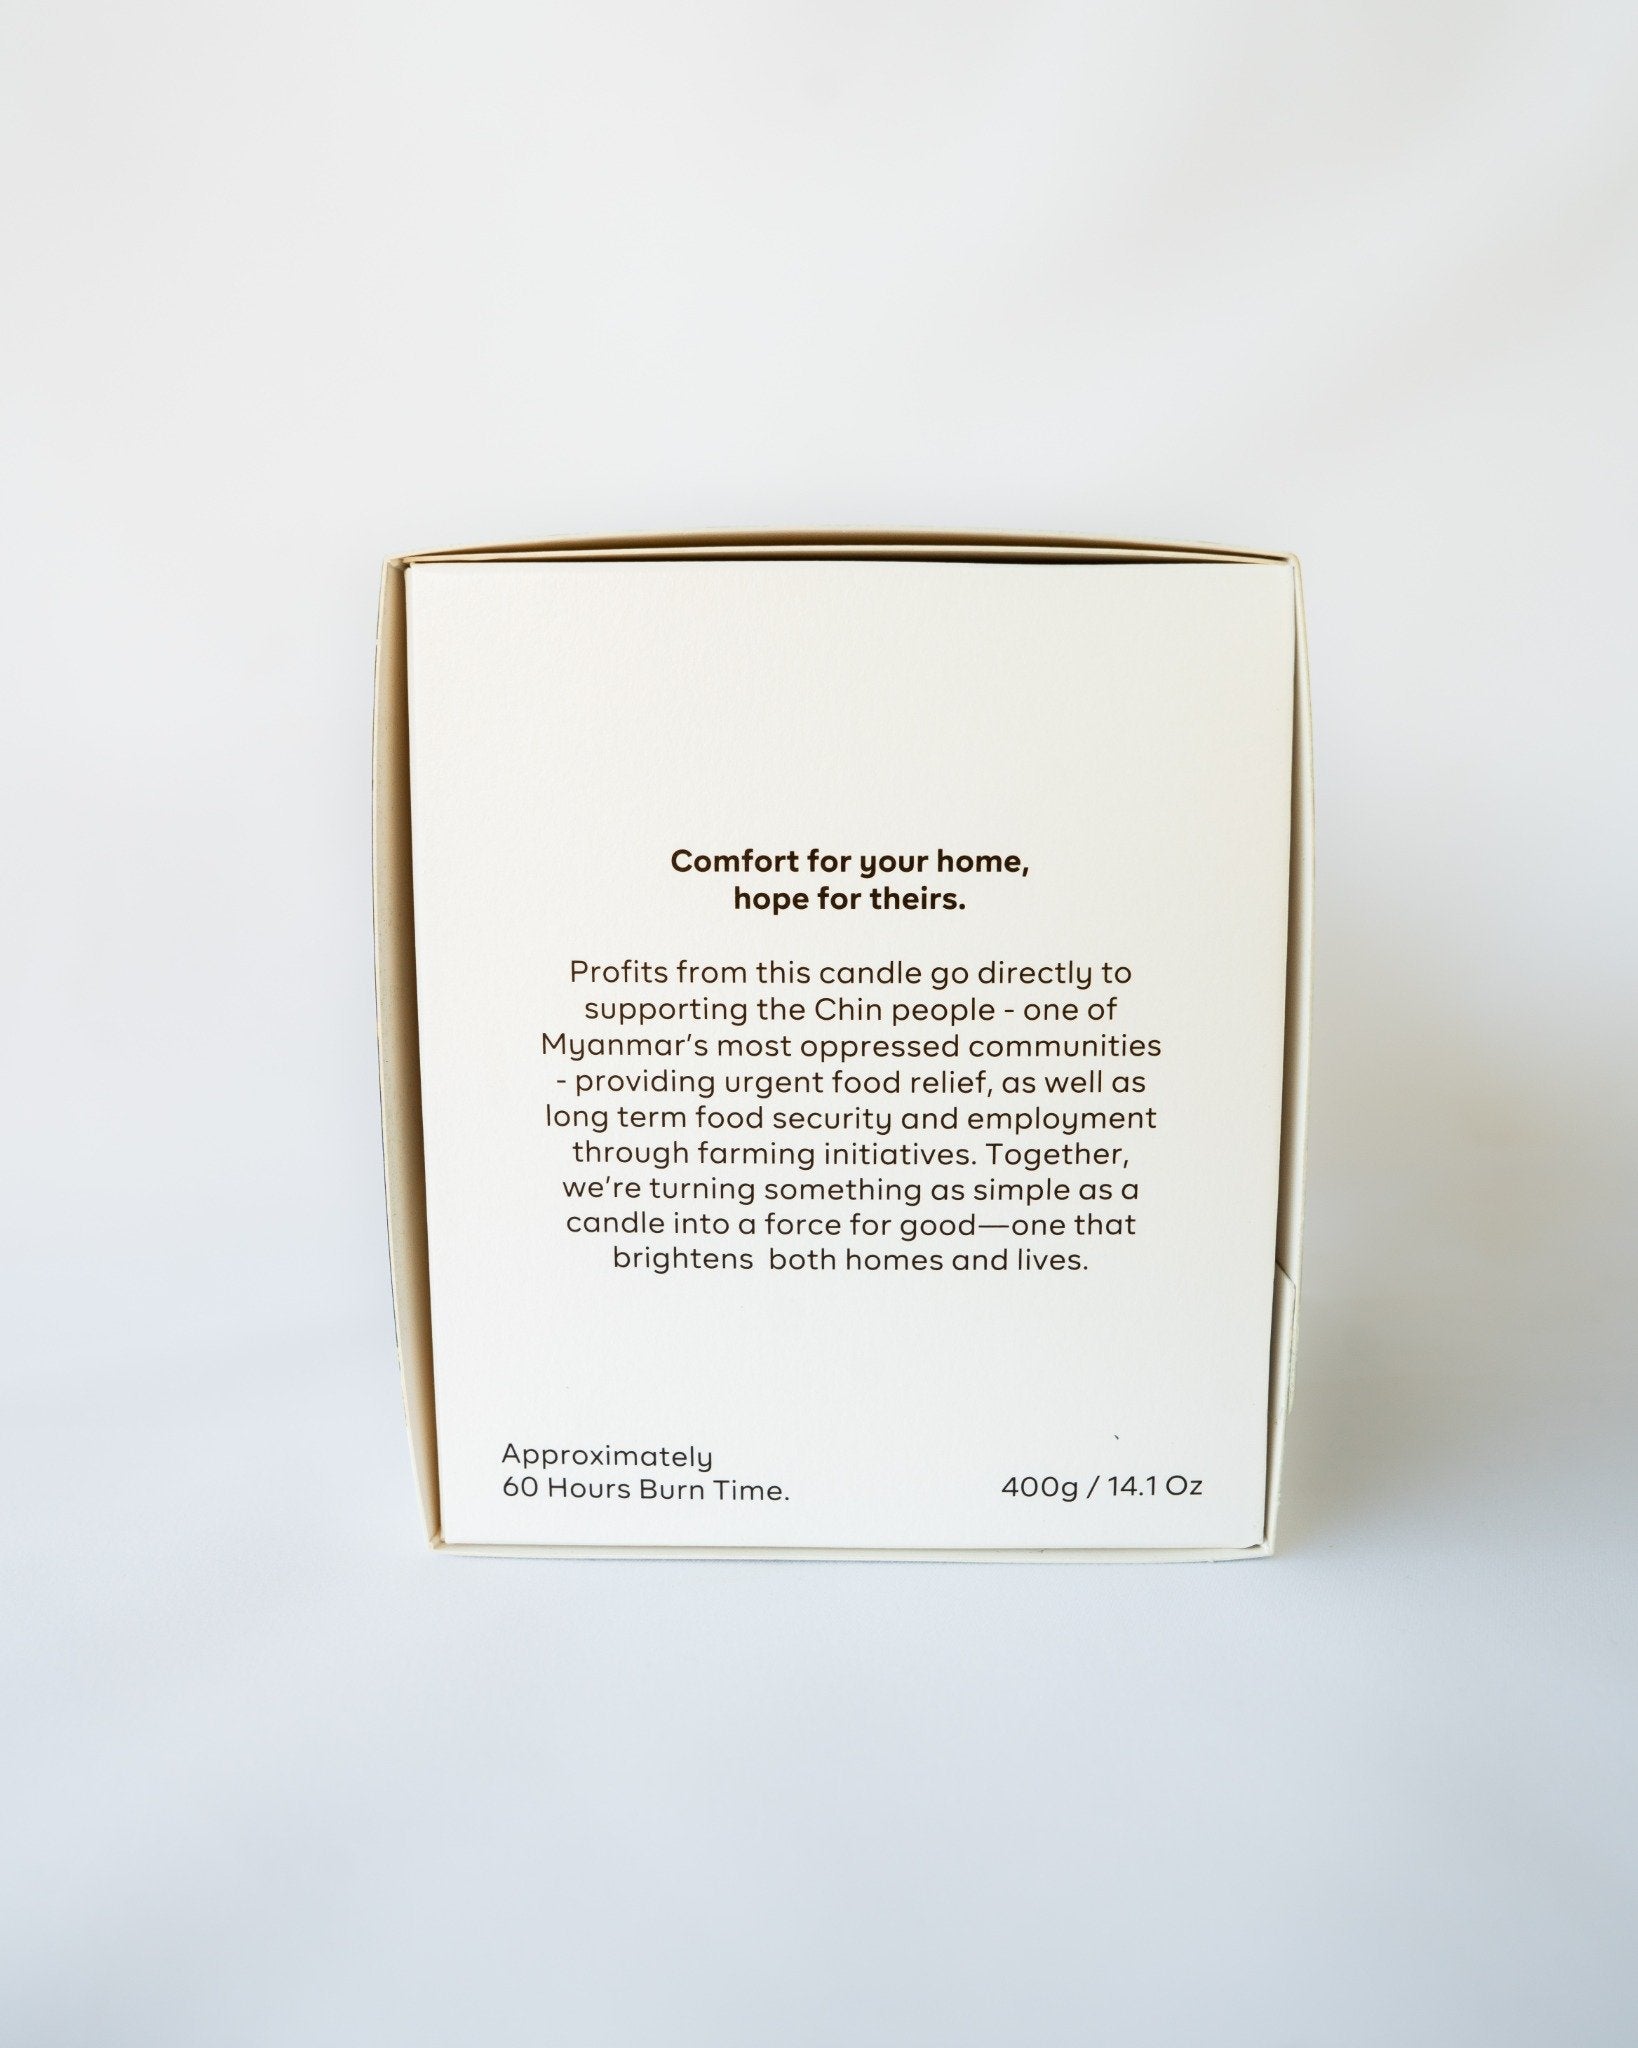 Comfort for your home,
hope for theirs.
Profits from this candle go directly to
supporting the Chin people - one of
Myanmar's most oppressed communities
- providing urgent food relief, as well as
long term food security and employment
through farming initiatives. Together,
we're turning something as simple as a
candle into a force for good—one that
brightens  both homes and lives.
Approximately
60 Hours Burn Time.
400g / 14.1 Oz